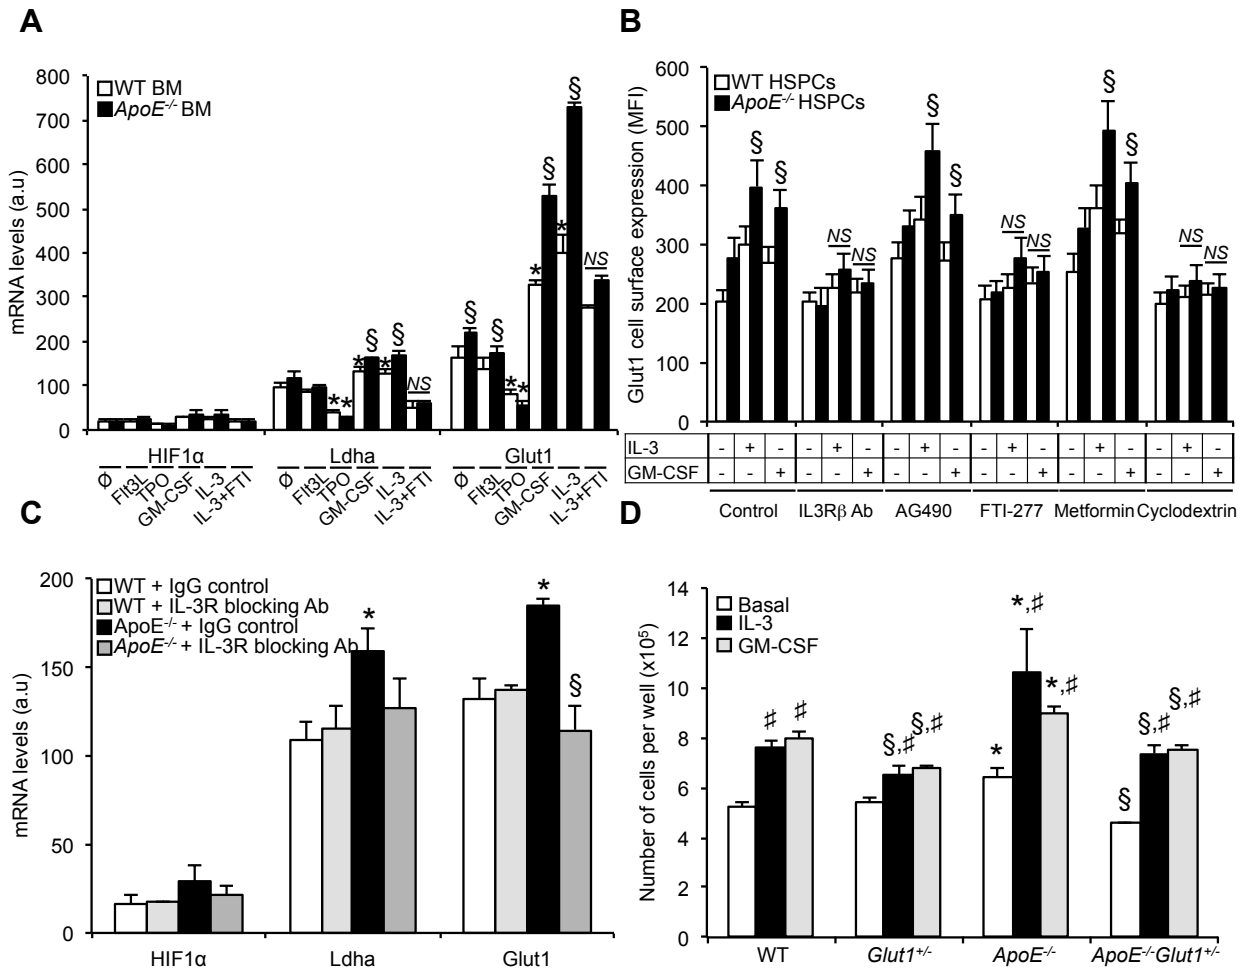 A
WT BM
ApoE-/- BM
mRNA levels (a.u)
800
700
600
500
400
300
200
100
0
* * * § * § NS
§ § * * * § * § NS
HIF1α Ldha Glut1
Ø Flt3L TPO GM-CSF IL-3 IL-3+FTI
Ø Flt3L TPO GM-CSF IL-3 IL-3+FTI
Ø Flt3L TPO GM-CSF IL-3 IL-3+FTI
B
WT HSPCs
ApoE-/- HSPCs
Glut1 cell surface expression (MFI)
600
500
400
300
200
100
0
§ § NS NS § § NS NS § § NS NS
IL-3 - + - - + - - + - - + - - + - - + -
GM-CSF - - + - - + - - + - - + - - + - - +
Control IL3Rβ Ab AG490 FTI-277 Metformin Cyclodextrin
C
WT + IgG control
WT + IL-3R blocking Ab
ApoE-/- + IgG control
ApoE-/- + IL-3R blocking Ab
mRNA levels (a.u)
200
150
100
50
0
* * §
HIF1α Ldha Glut1
D
Basal
IL-3
GM-CSF
Number of cells per well (x10⁵)
14
12
10
8
6
4
2
0
♯ ♯ §,♯ §,♯ * *,♯ *,♯ § §,♯ §,♯
WT Glut1+/- ApoE-/- ApoE-/-Glut1+/-